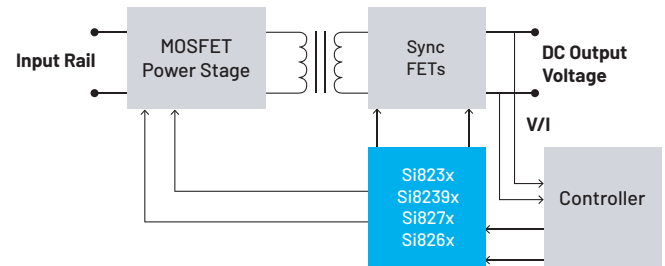 Input Rail
MOSFET
Power Stage
Sync
FETs
DC Output
Voltage
V/I
Si823x
Si8239x
Si827x
Si826x
Controller